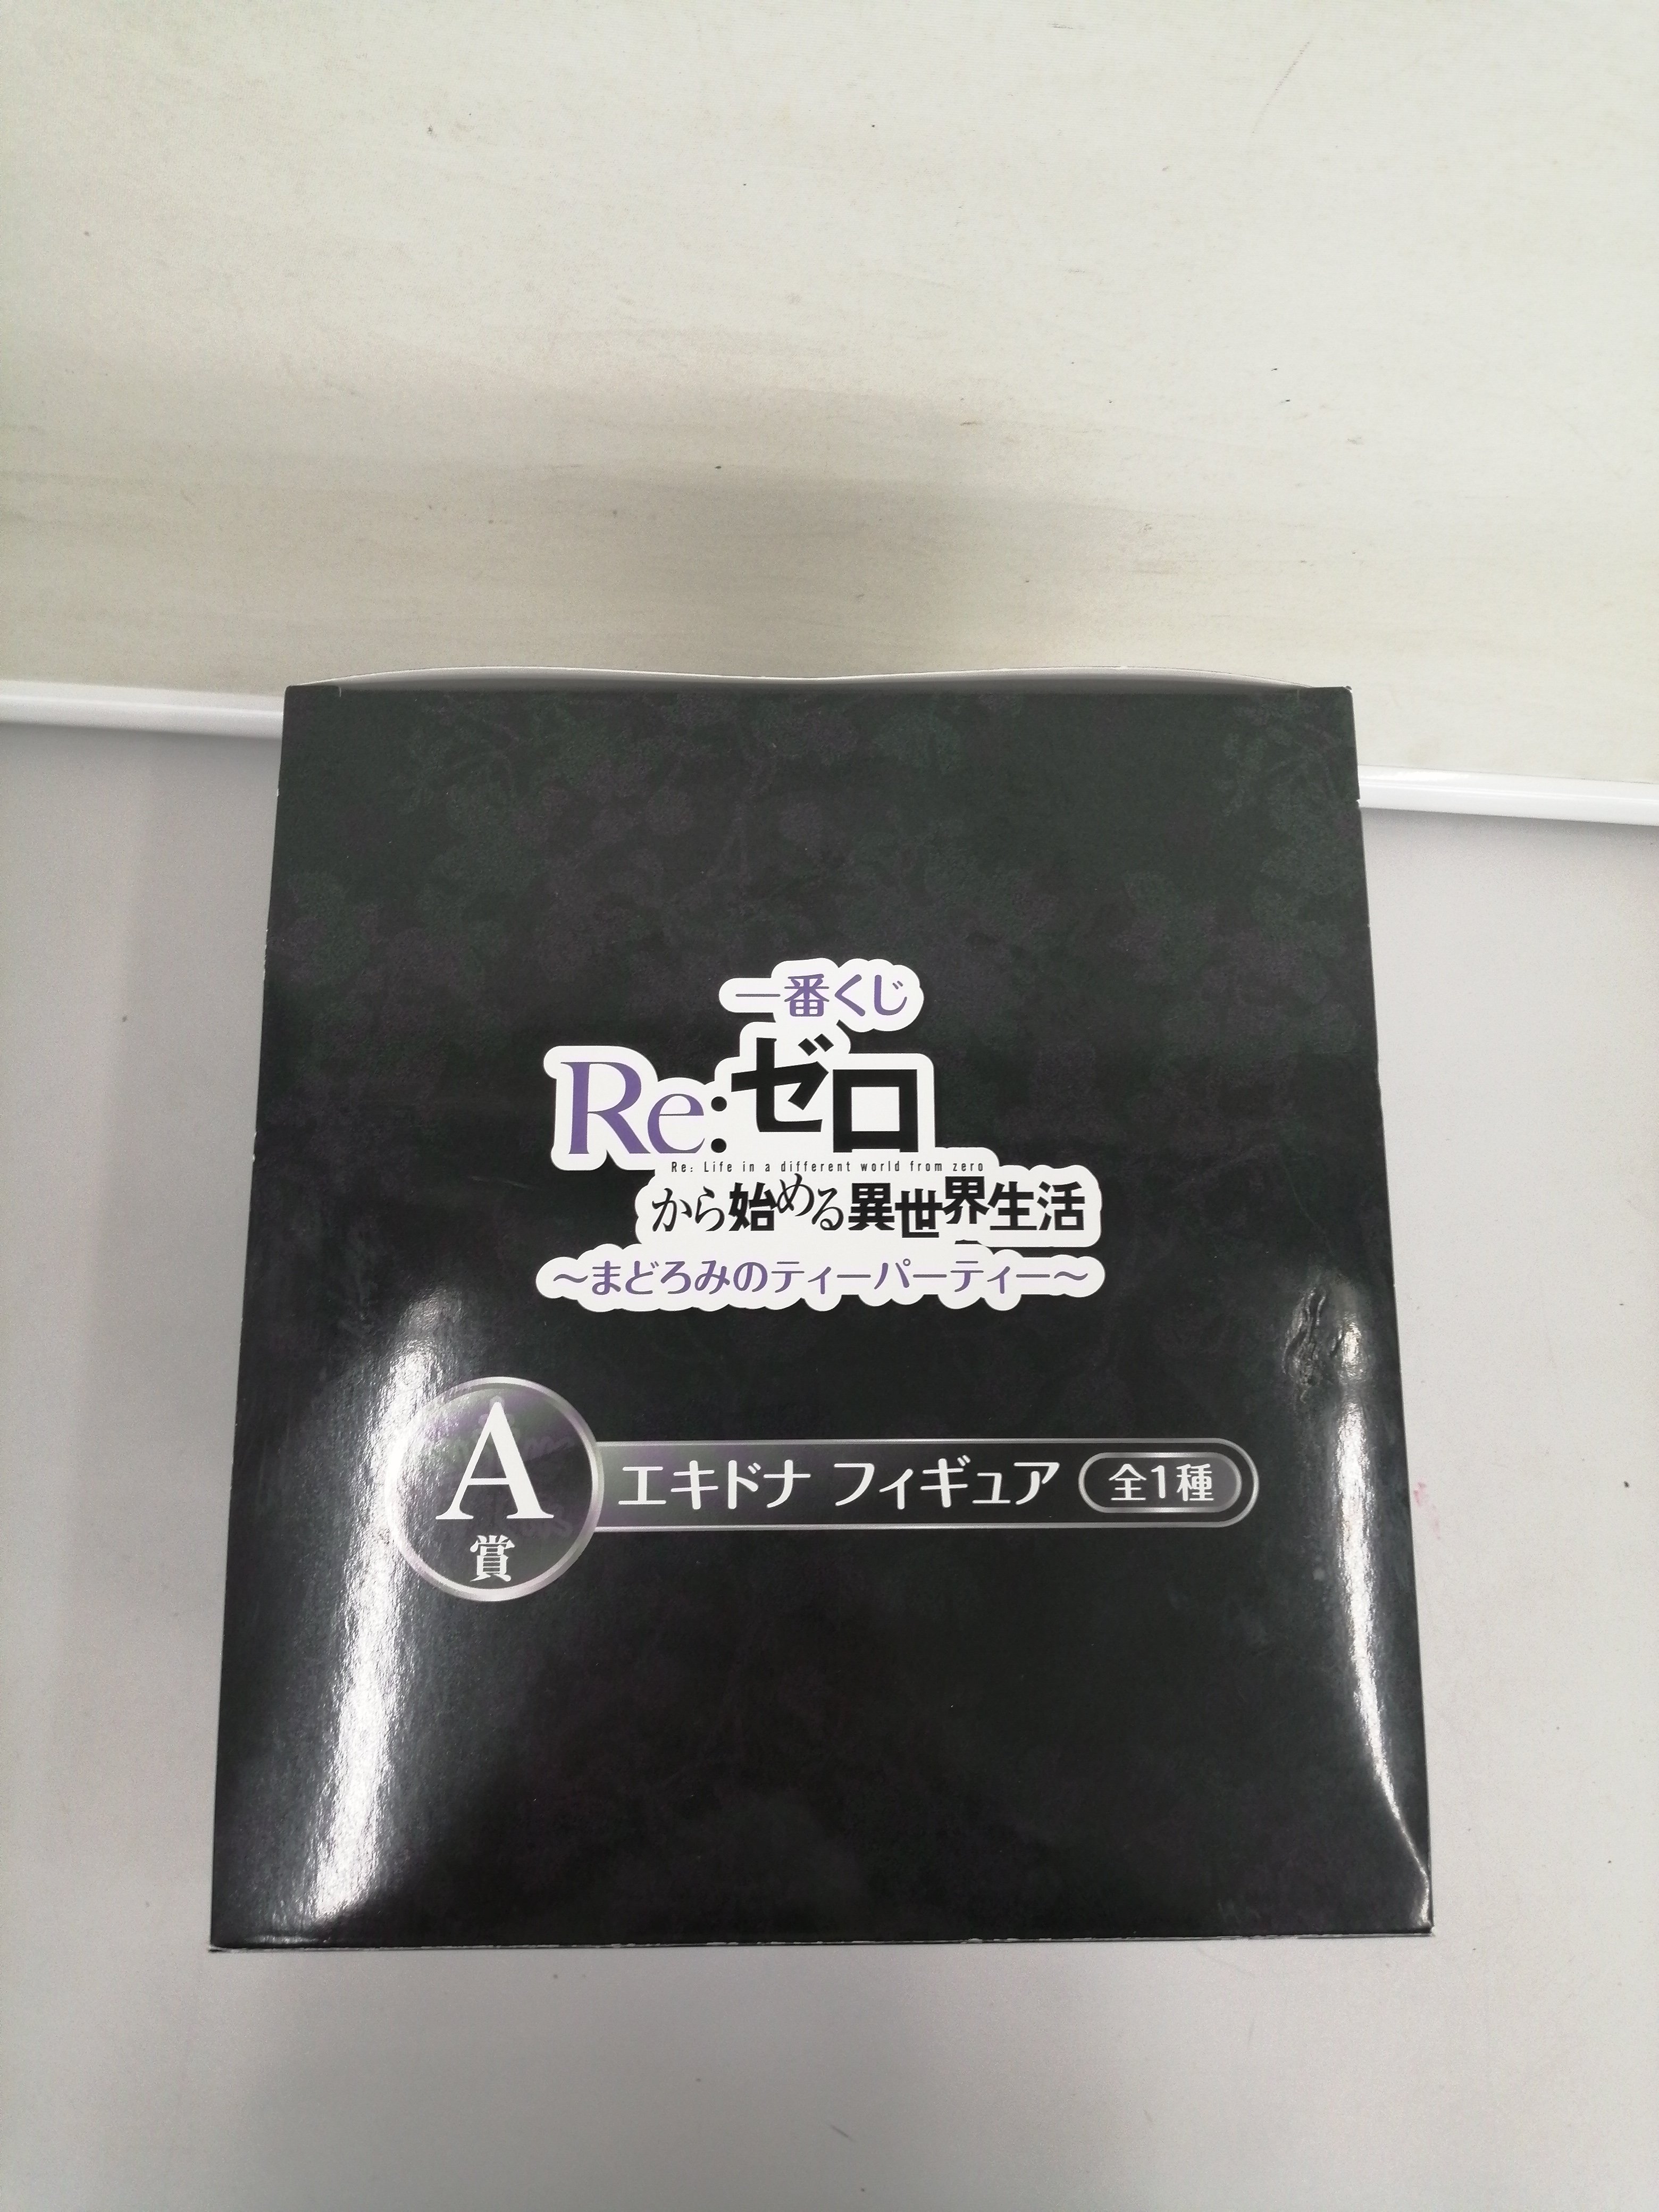 一番くじ
Re:ゼロ
Re: Life in a different world from zero
から始める異世界生活
～まどろみのティーパーティー～
A
賞
エキドナ フィギュア 全1種